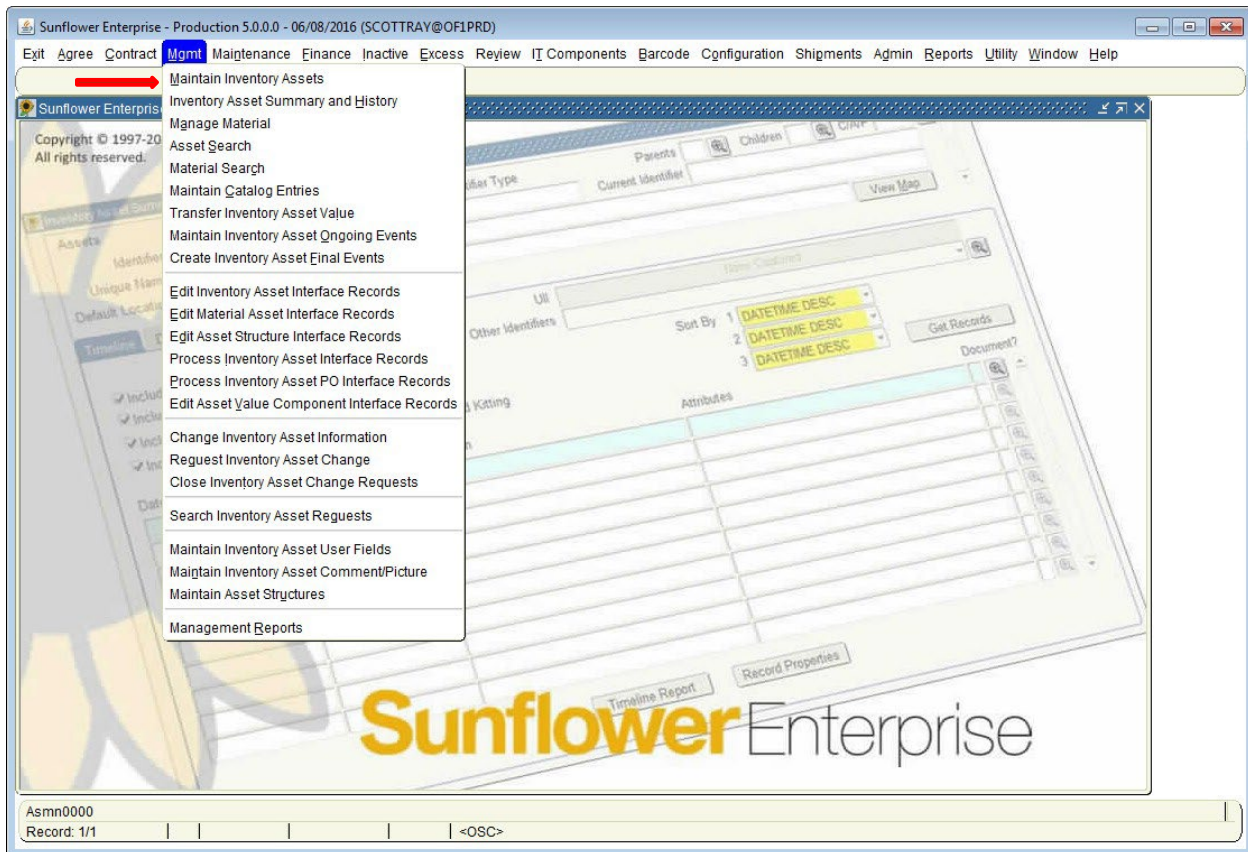 Sunflower Enterprise - Production 5.0.0.0 - 06/08/2016 (SCOTTRAY@OF1PRD)
Exit Agree Contract Mgmt Maintenance Finance Inactive Excess Review IT Components Barcode Configuration Shipments Admin Reports Utility Window Help
Maintain Inventory Assets
Inventory Asset Summary and History
Manage Material
Asset Search
Material Search
Maintain Catalog Entries
Transfer Inventory Asset Value
Maintain Inventory Asset Ongoing Events
Create Inventory Asset Final Events
Edit Inventory Asset Interface Records
Edit Material Asset Interface Records
Edit Asset Structure Interface Records
Process Inventory Asset Interface Records
Process Inventory Asset PO Interface Records
Edit Asset Value Component Interface Records
Change Inventory Asset Information
Request Inventory Asset Change
Close Inventory Asset Change Requests
Search Inventory Asset Requests
Maintain Inventory Asset User Fields
Maintain Inventory Asset Comment/Picture
Maintain Asset Structures
Management Reports
Sunflower Enterprise
Copyright © 1997-20
All rights reserved.
Assets
Unique Nam
Default Locatio
Timeline
Parents
Children
Current Identifier
View Map
UII
Other Identifiers
Sort By 1 DATETIME DESC
2 DATETIME DESC
3 DATETIME DESC
Get Records
Document?
Kitting
Attributes
Timeline Report
Record Properties
Sunflower Enterprise
Asmn0000
Record: 1/1
<OSC>